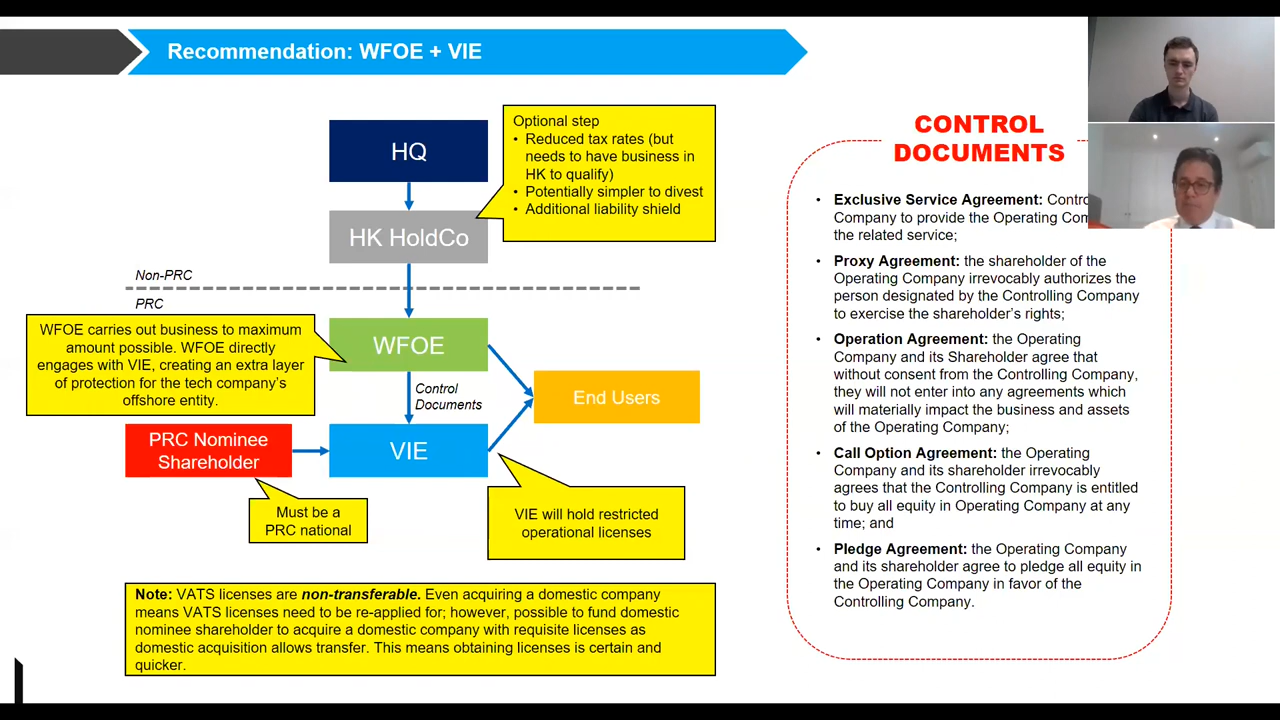 Recommendation: WFOE + VIE
HQ
Optional step
• Reduced tax rates (but
needs to have business in
HK to qualify)
• Potentially simpler to divest
• Additional liability shield
HK HoldCo
Non-PRC
PRC
WFOE carries out business to maximum
amount possible. WFOE directly
engages with VIE, creating an extra layer
of protection for the tech company's
offshore entity.
WFOE
Control
Documents
End Users
PRC Nominee
Shareholder
VIE
Must be a
PRC national
VIE will hold restricted
operational licenses
Note: VATS licenses are non-transferable. Even acquiring a domestic company
means VATS licenses need to be re-applied for; however, possible to fund domestic
nominee shareholder to acquire a domestic company with requisite licenses as
domestic acquisition allows transfer. This means obtaining licenses is certain and
quicker.
CONTROL
DOCUMENTS
• Exclusive Service Agreement:
Company to provide the Operating
the related service;
• Proxy Agreement: the shareholder of the
Operating Company irrevocably authorizes the
person designated by the Controlling Company
to exercise the shareholder's rights;
• Operation Agreement: the Operating
Company and its Shareholder agree that
without consent from the Controlling Company,
they will not enter into any agreements which
will materially impact the business and assets
of the Operating Company;
• Call Option Agreement: the Operating
Company and its shareholder irrevocably
agrees that the Controlling Company is entitled
to buy all equity in Operating Company at any
time; and
• Pledge Agreement: the Operating Company
and its shareholder agree to pledge all equity in
the Operating Company in favor of the
Controlling Company.